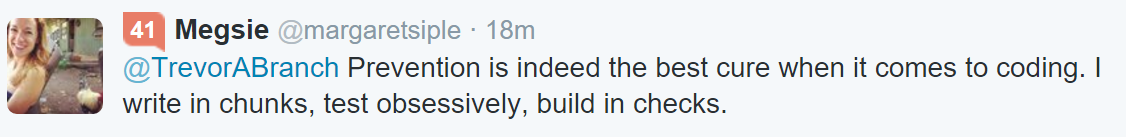 41 Megsie @margaretsiple · 18m
@TrevorABranch Prevention is indeed the best cure when it comes to coding. I
write in chunks, test obsessively, build in checks.